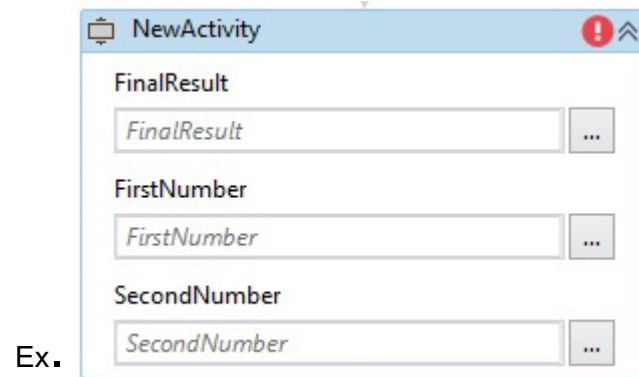 NewActivity
FinalResult
FinalResult
...
FirstNumber
FirstNumber
...
SecondNumber
Ex. SecondNumber
...